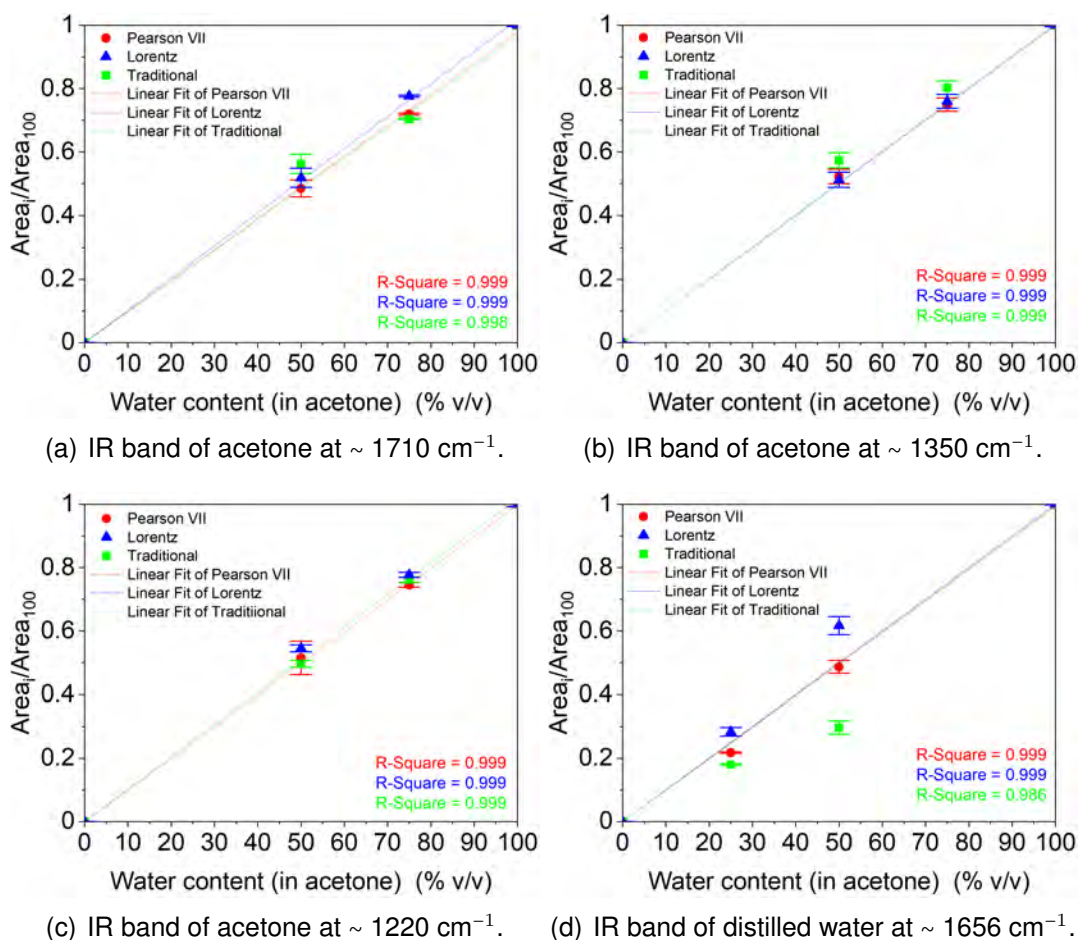 1
0.8
0.6
0.4
0.2
0
Area_i/Area_100
Pearson VII
Lorentz
Traditional
Linear Fit of Pearson VII
Linear Fit of Lorentz
Linear Fit of Traditional
R-Square = 0.999
R-Square = 0.999
R-Square = 0.998
0 10 20 30 40 50 60 70 80 90 100
Water content (in acetone) (% v/v)
(a) IR band of acetone at ~ 1710 cm⁻¹.
1
0.8
0.6
0.4
0.2
0
Area_i/Area_100
Pearson VII
Lorentz
Traditional
Linear Fit of Pearson VII
Linear Fit of Lorentz
Linear Fit of Traditional
R-Square = 0.999
R-Square = 0.999
R-Square = 0.999
0 10 20 30 40 50 60 70 80 90 100
Water content (in acetone) (% v/v)
(b) IR band of acetone at ~ 1350 cm⁻¹.
1
0.8
0.6
0.4
0.2
0
Area_i/Area_100
Pearson VII
Lorentz
Traditional
Linear Fit of Pearson VII
Linear Fit of Lorentz
Linear Fit of Traditiional
R-Square = 0.999
R-Square = 0.999
R-Square = 0.999
0 10 20 30 40 50 60 70 80 90 100
Water content (in acetone) (% v/v)
(c) IR band of acetone at ~ 1220 cm⁻¹.
1
0.8
0.6
0.4
0.2
0
Area_i/Area_100
Pearson VII
Lorentz
Traditional
Linear Fit of Pearson VII
Linear Fit of Lorentz
Linear Fit of Traditional
R-Square = 0.999
R-Square = 0.999
R-Square = 0.986
0 10 20 30 40 50 60 70 80 90 100
Water content (in acetone) (% v/v)
(d) IR band of distilled water at ~ 1656 cm⁻¹.